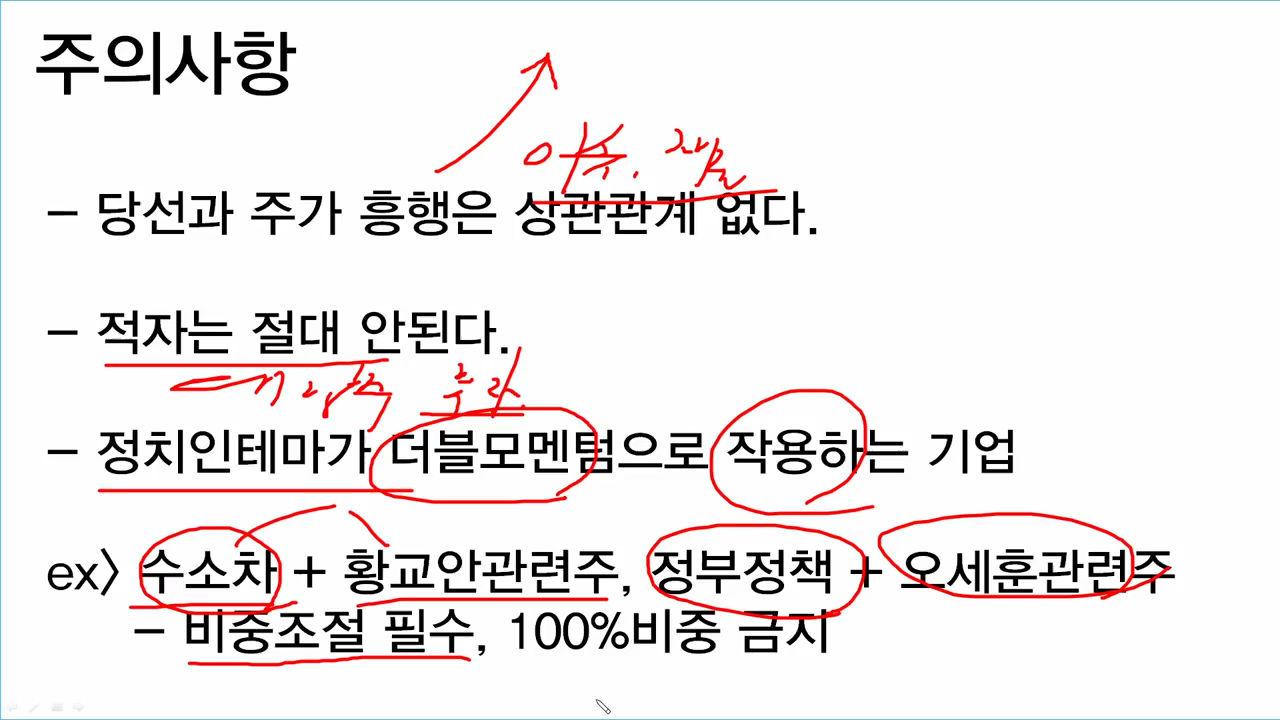 주의사항
– 당선과 주가 흥행은 상관관계 없다.
– 적자는 절대 안된다.
– 정치인테마가 더블모멘텀으로 작용하는 기업
ex〉 수소차 + 황교안관련주, 정부정책 + 오세훈관련주
– 비중조절 필수, 100%비중 금지